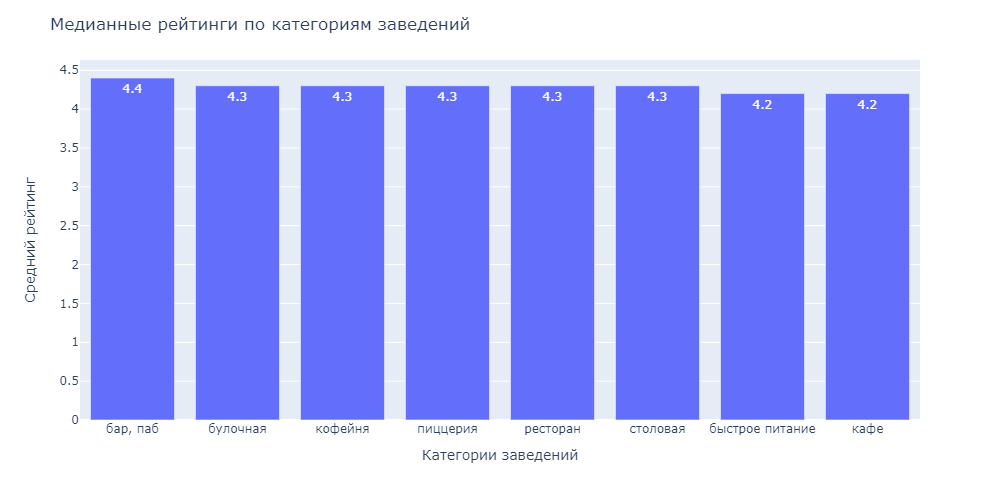 Медианные рейтинги по категориям заведений
Средний рейтинг
4.5
4
3.5
3
2.5
2
1.5
1
0.5
0
4.4
4.3
4.3
4.3
4.3
4.3
4.2
4.2
бар, паб
булочная
кофейня
пиццерия
ресторан
столовая
быстрое питание
кафе
Категории заведений